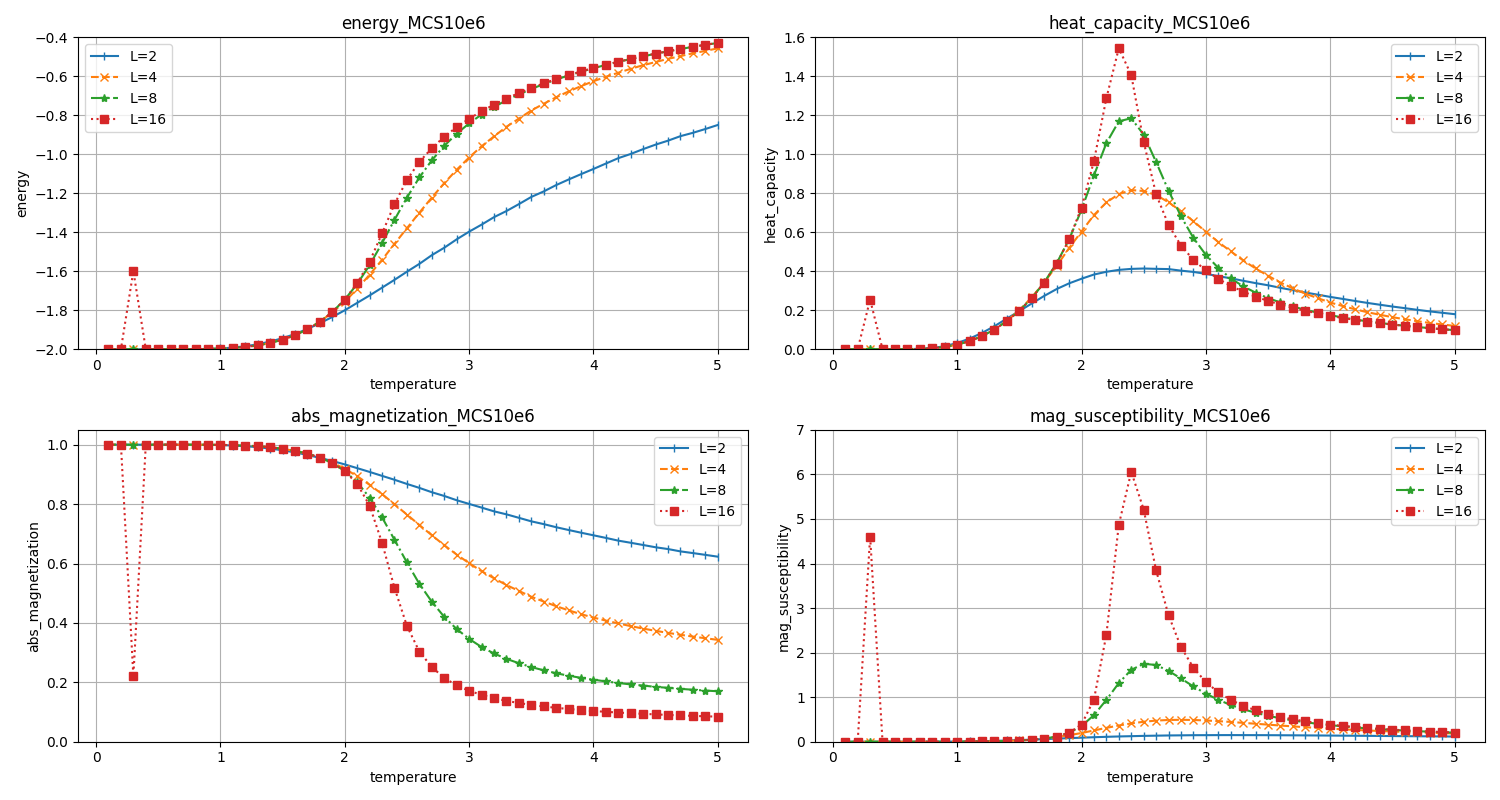 energy_MCS10e6
energy
−0.4
−0.6
−0.8
−1.0
−1.2
−1.4
−1.6
−1.8
−2.0
L=2
L=4
L=8
L=16
0 1 2 3 4 5
temperature
heat_capacity_MCS10e6
heat_capacity
1.6
1.4
1.2
1.0
0.8
0.6
0.4
0.2
0.0
L=2
L=4
L=8
L=16
0 1 2 3 4 5
temperature
abs_magnetization_MCS10e6
abs_magnetization
1.0
0.8
0.6
0.4
0.2
0.0
L=2
L=4
L=8
L=16
0 1 2 3 4 5
temperature
mag_susceptibility_MCS10e6
mag_susceptibility
7
6
5
4
3
2
1
0
L=2
L=4
L=8
L=16
0 1 2 3 4 5
temperature